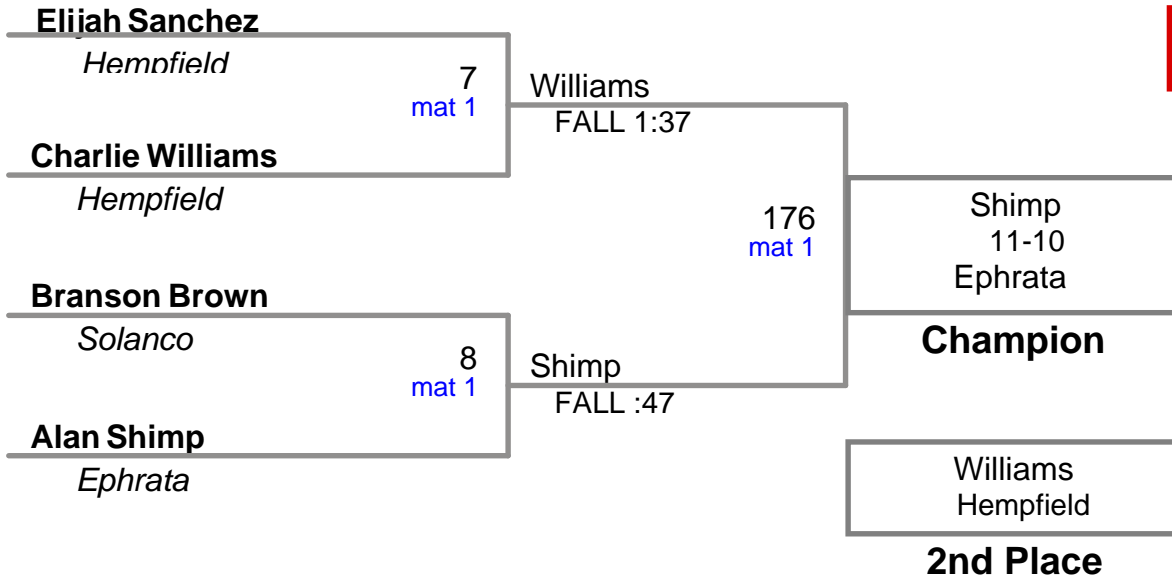 Elijah Sanchez
Hempfield
7
mat 1
Williams
FALL 1:37
Charlie Williams
Hempfield
176
mat 1
Shimp
11-10
Ephrata
Champion
Branson Brown
Solanco
8
mat 1
Shimp
FALL :47
Alan Shimp
Ephrata
Williams
Hempfield
2nd Place